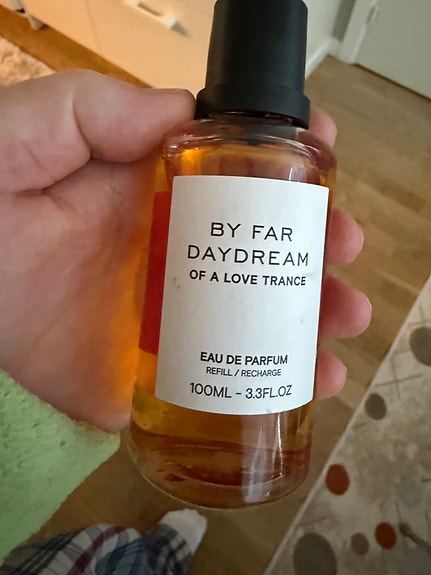 BY FAR
DAYDREAM
OF A LOVE TRANCE
EAU DE PARFUM
REFILL / RECHARGE
100ML - 3.3FL.OZ